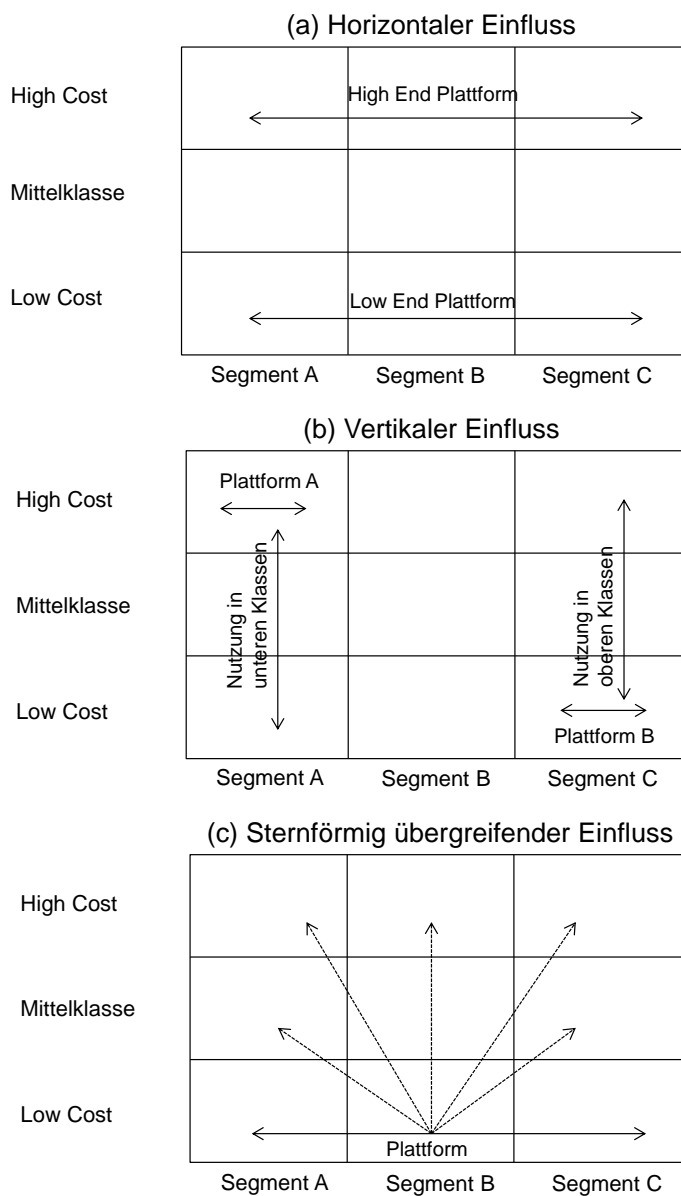 (a) Horizontaler Einfluss
High Cost
High End Plattform
Mittelklasse
Low Cost
Low End Plattform
Segment A
Segment B
Segment C
(b) Vertikaler Einfluss
High Cost
Plattform A
Mittelklasse
Nutzung in
unteren Klassen
Nutzung in
oberen Klassen
Low Cost
Plattform B
Segment A
Segment B
Segment C
(c) Sternförmig übergreifender Einfluss
High Cost
Mittelklasse
Low Cost
Plattform
Segment A
Segment B
Segment C